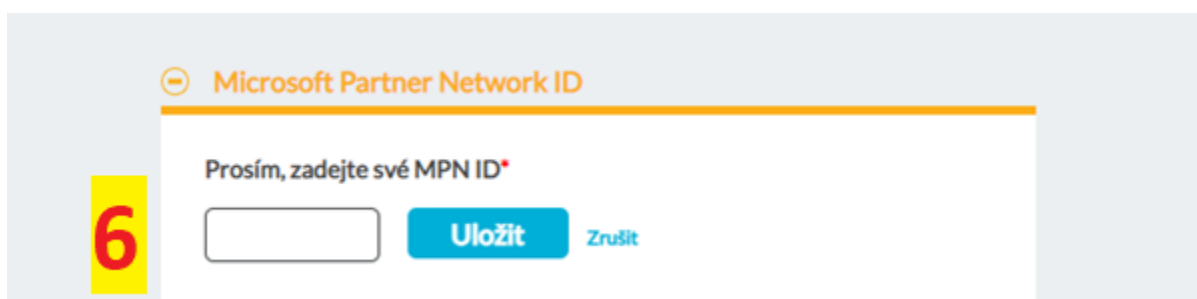 Microsoft Partner Network ID
Prosím, zadejte své MPN ID*
6
Uložit Zrušit